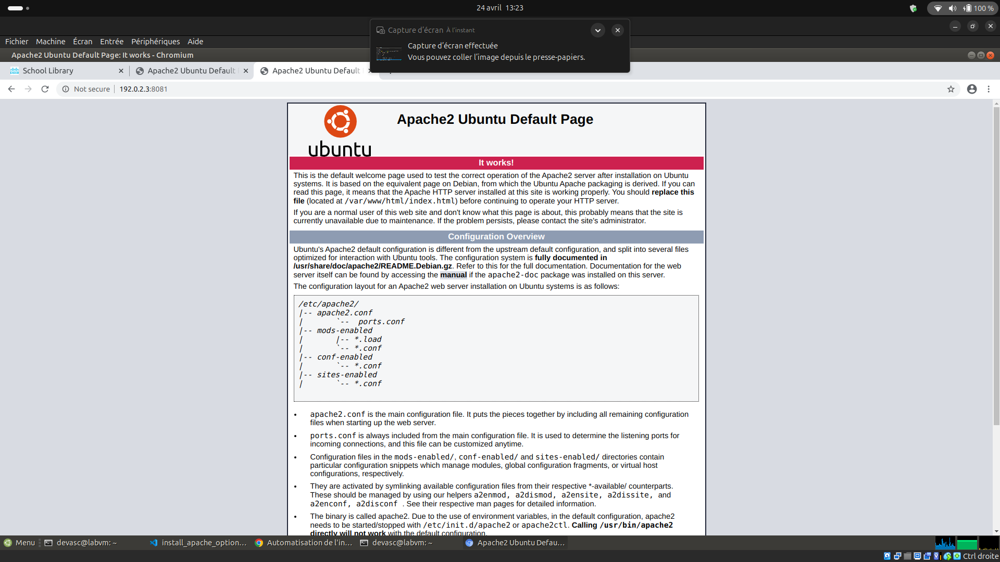 24 avril 13:23
100 %
Capture d'écran À l'instant
Capture d'écran effectuée
Vous pouvez coller l'image depuis le presse-papiers.
Fichier Machine Écran Entrée Périphériques Aide
Apache2 Ubuntu Default Page: It works - Chromium
School Library
Apache2 Ubuntu Default
Apache2 Ubuntu Default
Not secure
192.0.2.3:8081
ubuntu
Apache2 Ubuntu Default Page
It works!
This is the default welcome page used to test the correct operation of the Apache2 server after installation on Ubuntu
systems. It is based on the equivalent page on Debian, from which the Ubuntu Apache packaging is derived. If you can
read this page, it means that the Apache HTTP server installed at this site is working properly. You should replace this
file (located at /var/www/html/index.html) before continuing to operate your HTTP server.
If you are a normal user of this web site and don't know what this page is about, this probably means that the site is
currently unavailable due to maintenance. If the problem persists, please contact the site's administrator.
Configuration Overview
Ubuntu's Apache2 default configuration is different from the upstream default configuration, and split into several files
optimized for interaction with Ubuntu tools. The configuration system is fully documented in
/usr/share/doc/apache2/README.Debian.gz. Refer to this for the full documentation. Documentation for the web
server itself can be found by accessing the manual if the apache2-doc package was installed on this server.
The configuration layout for an Apache2 web server installation on Ubuntu systems is as follows:
/etc/apache2/
|-- apache2.conf
|       `--  ports.conf
|-- mods-enabled
|       |-- *.load
|       `-- *.conf
|-- conf-enabled
|       `-- *.conf
|-- sites-enabled
|       `-- *.conf
• apache2.conf is the main configuration file. It puts the pieces together by including all remaining configuration
files when starting up the web server.
• ports.conf is always included from the main configuration file. It is used to determine the listening ports for
incoming connections, and this file can be customized anytime.
• Configuration files in the mods-enabled/, conf-enabled/ and sites-enabled/ directories contain
particular configuration snippets which manage modules, global configuration fragments, or virtual host
configurations, respectively.
• They are activated by symlinking available configuration files from their respective *-available/ counterparts.
These should be managed by using our helpers a2enmod, a2dismod, a2ensite, a2dissite, and
a2enconf, a2disconf . See their respective man pages for detailed information.
• The binary is called apache2. Due to the use of environment variables, in the default configuration, apache2
needs to be started/stopped with /etc/init.d/apache2 or apache2ctl. Calling /usr/bin/apache2
directly will not work with the default configuration.
Menu
devasc@labvm: ~
install_apache_option...
Automatisation de l'in...
devasc@labvm: ~
Apache2 Ubuntu Defau...
Ctrl droite